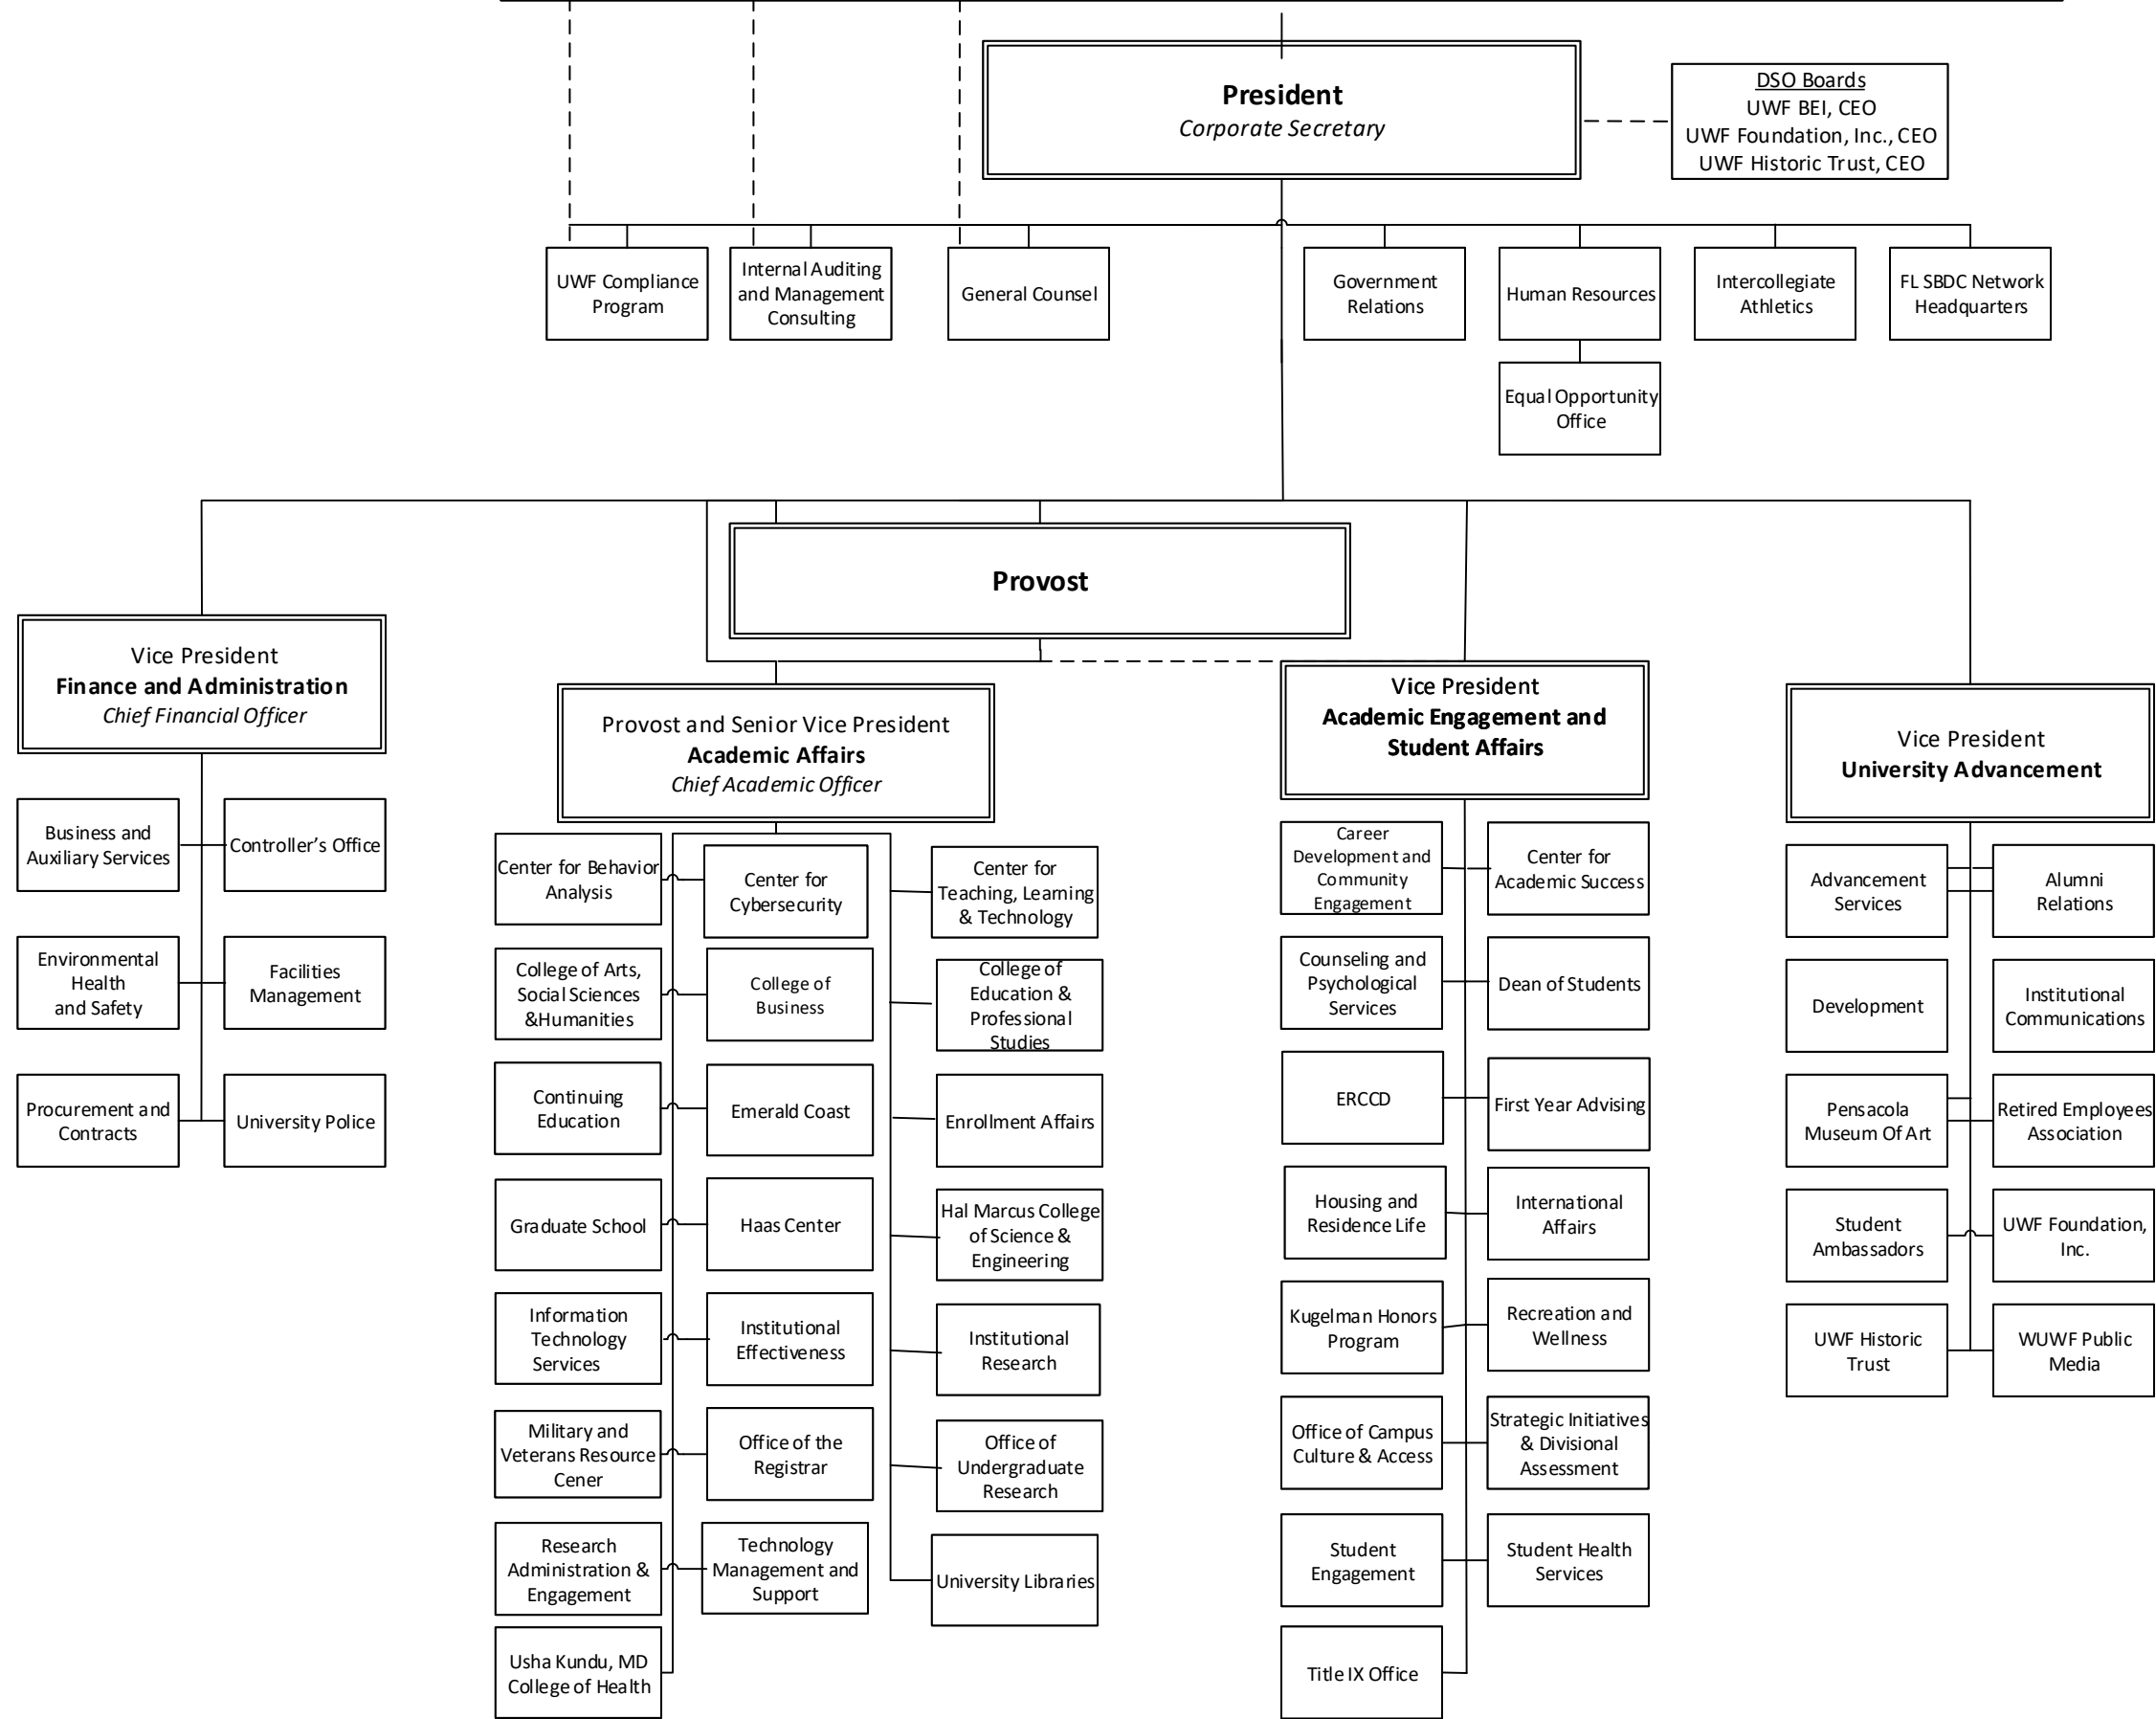 President
Corporate Secretary
DSO Boards
UWF BEI, CEO
UWF Foundation, Inc., CEO
UWF Historic Trust, CEO
UWF Compliance
Program
Internal Auditing
and Management
Consulting
General Counsel
Government
Relations
Human Resources
Intercollegiate
Athletics
FL SBDC Network
Headquarters
Equal Opportunity
Office
Provost
Vice President
Finance and Administration
Chief Financial Officer
Provost and Senior Vice President
Academic Affairs
Chief Academic Officer
Vice President
Academic Engagement and
Student Affairs
Vice President
University Advancement
Business and
Auxiliary Services
Controller’s Office
Environmental
Health
and Safety
Facilities
Management
Procurement and
Contracts
University Police
Center for Behavior
Analysis
Center for
Cybersecurity
Center for
Teaching, Learning
& Technology
College of Arts,
Social Sciences
&Humanities
College of
Business
College of
Education &
Professional
Studies
Continuing
Education
Emerald Coast
Enrollment Affairs
Graduate School
Haas Center
Hal Marcus College
of Science &
Engineering
Information
Technology
Services
Institutional
Effectiveness
Institutional
Research
Military and
Veterans Resource
Cener
Office of the
Registrar
Office of
Undergraduate
Research
Research
Administration &
Engagement
Technology
Management and
Support
University Libraries
Usha Kundu, MD
College of Health
Career
Development and
Community
Engagement
Center for
Academic Success
Counseling and
Psychological
Services
Dean of Students
ERCCD
First Year Advising
Housing and
Residence Life
International
Affairs
Kugelman Honors
Program
Recreation and
Wellness
Office of Campus
Culture & Access
Strategic Initiatives
& Divisional
Assessment
Student
Engagement
Student Health
Services
Title IX Office
Advancement
Services
Alumni
Relations
Development
Institutional
Communications
Pensacola
Museum Of Art
Retired Employees
Association
Student
Ambassadors
UWF Foundation,
Inc.
UWF Historic
Trust
WUWF Public
Media